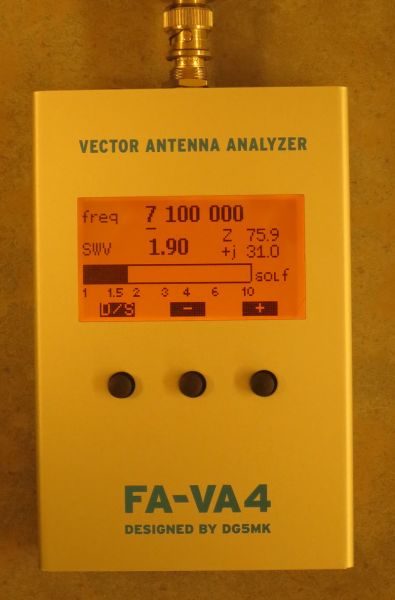 VECTOR ANTENNA ANALYZER
freq 7 100 000
SWV 1.90 Z 75.9
+j 31.0
SOLf
1 1.5 2 3 4 6 10
D/S - +
FA-VA4
DESIGNED BY DG5MK